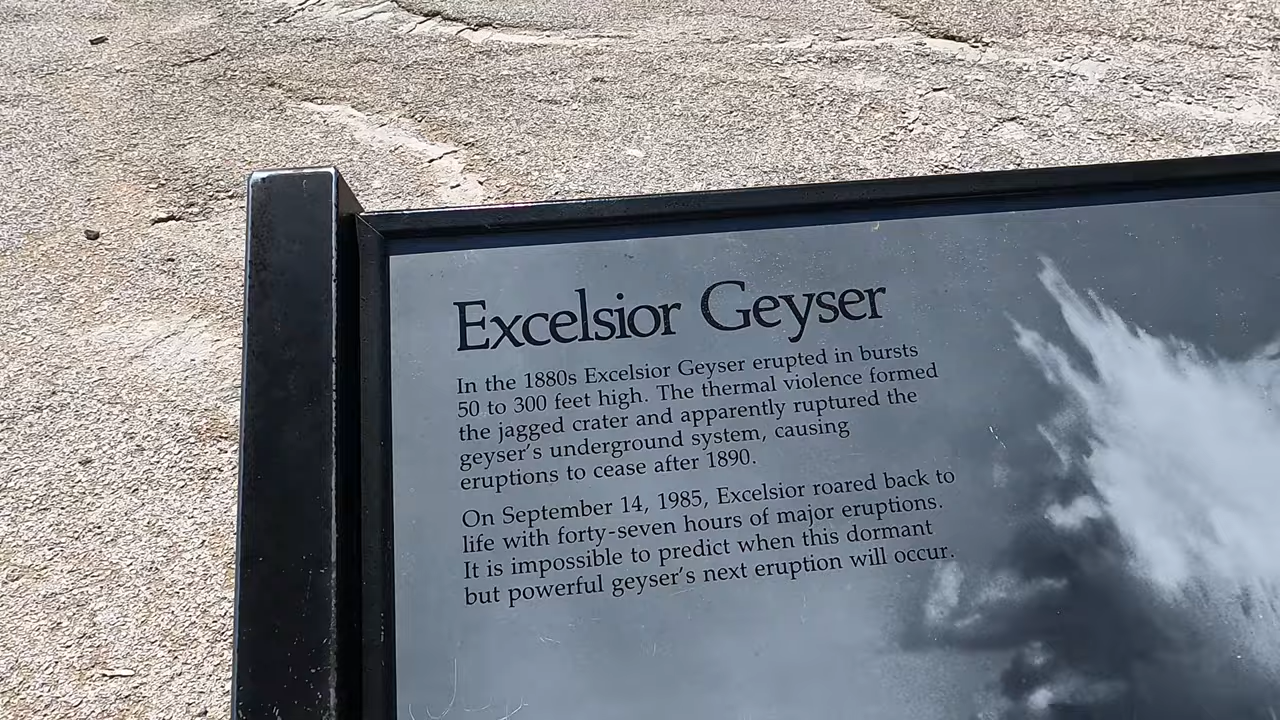 Excelsior Geyser
In the 1880s Excelsior Geyser erupted in bursts
50 to 300 feet high. The thermal violence formed
the jagged crater and apparently ruptured the
geyser's underground system, causing
eruptions to cease after 1890.
On September 14, 1985, Excelsior roared back to
life with forty-seven hours of major eruptions.
It is impossible to predict when this dormant
but powerful geyser's next eruption will occur.